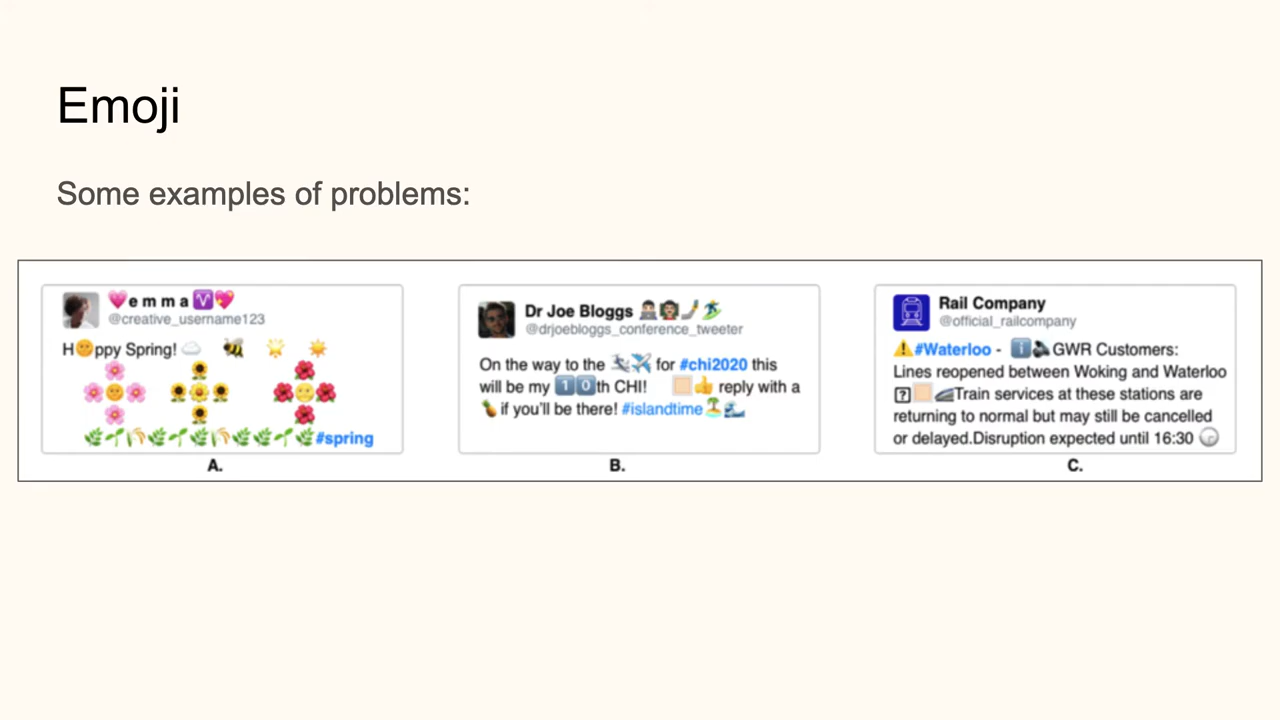 Emoji
Some examples of problems:
💗e m m a ♈💖
@creative_username123
H🌞ppy Spring! ☁️ 🐝 🌟 ☀️
🌸 🌻 🌺
🌸🌞🌸 🌻🌼🌻 🌺🌝🌺
🌸 🌻 🌺
🌿🌱🎋🌿🌱🌿🎋🌿🌿🌱🌿#spring
A.
Dr Joe Bloggs 👨🏻‍💻👨🏽‍🏫🤳🏼🏄
@drjoebloggs_conference_tweeter
On the way to the 🛬✈️ for #chi2020 this
will be my 1️⃣0️⃣th CHI! 🏻👍 reply with a
🍍 if you'll be there! #islandtime🏝️🌊
B.
Rail Company
@official_railcompany
⚠️#Waterloo - ℹ️🔈GWR Customers:
Lines reopened between Woking and Waterloo
⍰🏻🚄Train services at these stations are
returning to normal but may still be cancelled
or delayed.Disruption expected until 16:30 🕟
C.